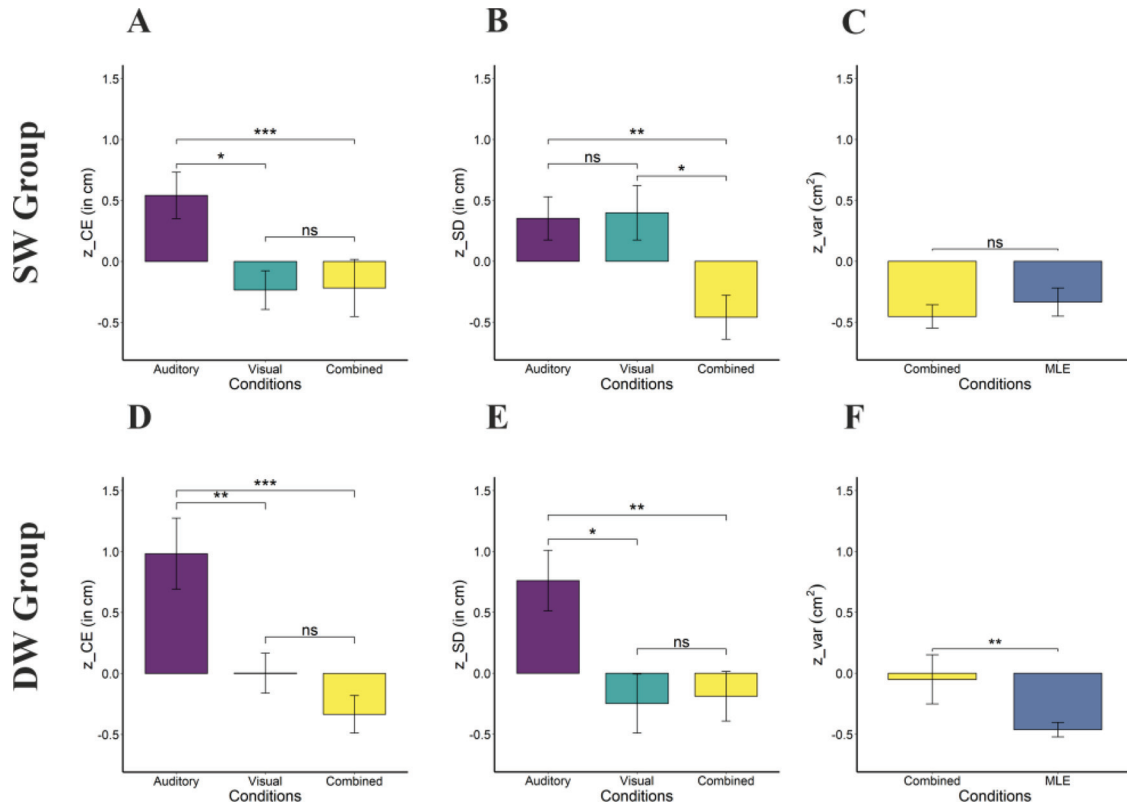 A
B
C
SW Group
z_CE (in cm)
1.5
1.0
0.5
0.0
-0.5
***
*
ns
Auditory Visual Combined
Conditions
z_SD (in cm)
1.5
1.0
0.5
0.0
-0.5
**
ns
*
Auditory Visual Combined
Conditions
z_var (cm²)
1.5
1.0
0.5
0.0
-0.5
ns
Combined MLE
Conditions
D
E
F
DW Group
z_CE (in cm)
1.5
1.0
0.5
0.0
-0.5
***
**
ns
Auditory Visual Combined
Conditions
z_SD (in cm)
1.5
1.0
0.5
0.0
-0.5
**
*
ns
Auditory Visual Combined
Conditions
z_var (cm²)
1.5
1.0
0.5
0.0
-0.5
**
Combined MLE
Conditions